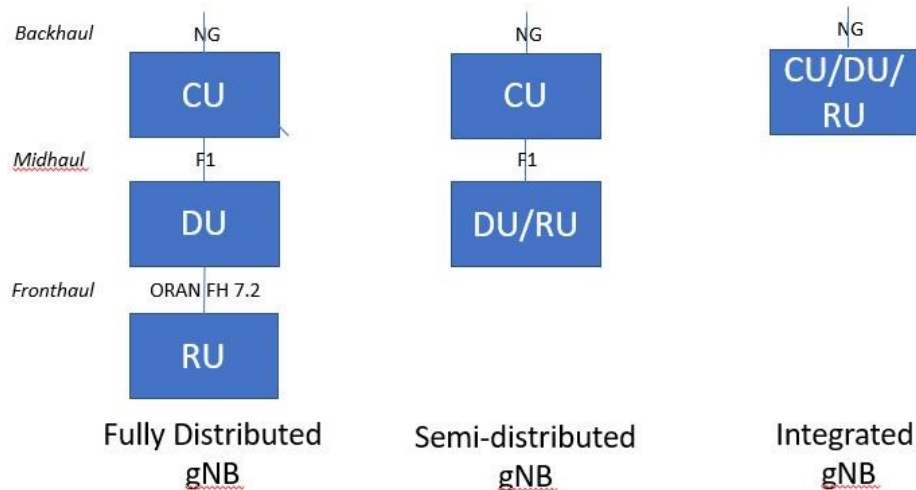 Backhaul NG NG NG
CU CU CU/DU/
RU
Midhaul F1 F1
DU DU/RU
Fronthaul ORAN FH 7.2
RU
Fully Distributed
gNB
Semi-distributed
gNB
Integrated
gNB